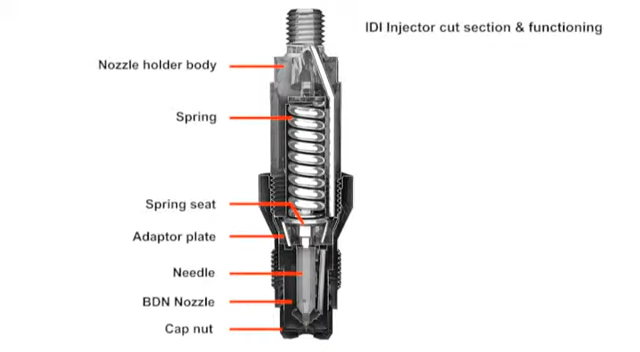 IDI Injector cut section & functioning
Nozzle holder body
Spring
Spring seat
Adaptor plate
Needle
BDN Nozzle
Cap nut